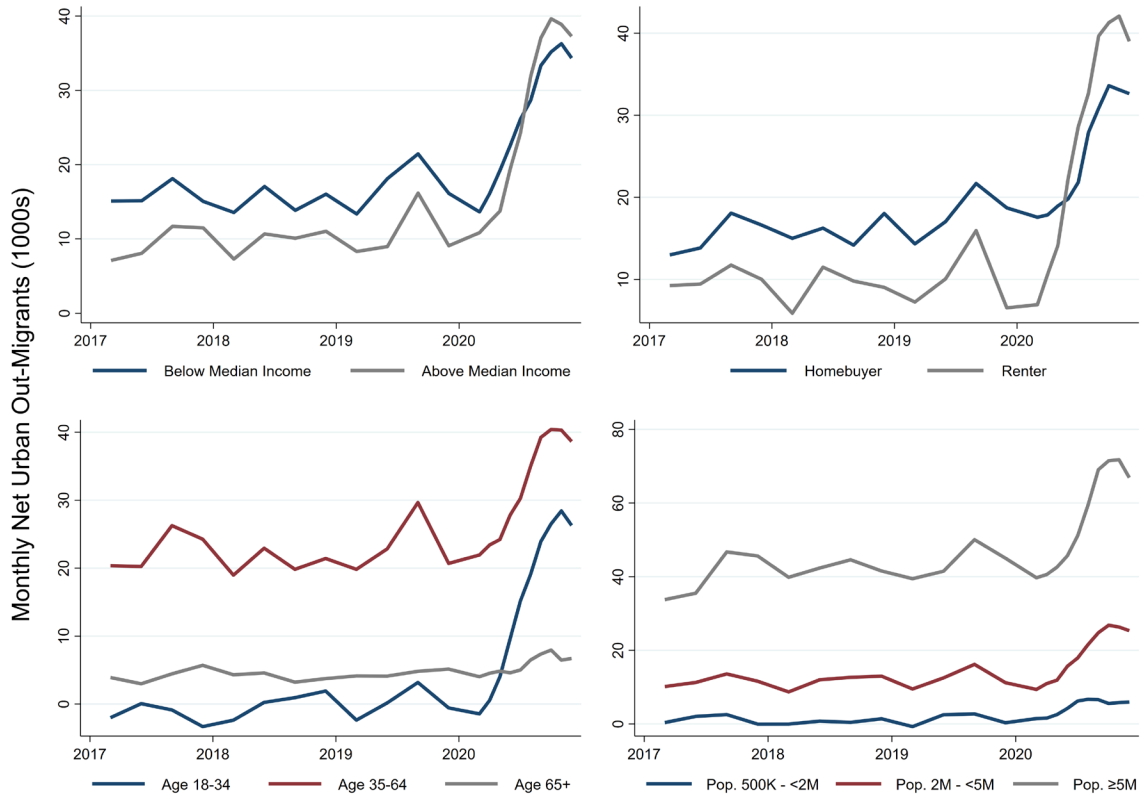 Monthly Net Urban Out-Migrants (1000s)
40
30
20
10
0
2017 2018 2019 2020
Below Median Income Above Median Income
40
30
20
10
2017 2018 2019 2020
Homebuyer Renter
40
30
20
10
0
2017 2018 2019 2020
Age 18-34 Age 35-64 Age 65+
80
60
40
20
0
2017 2018 2019 2020
Pop. 500K - <2M Pop. 2M - <5M Pop. ≥5M